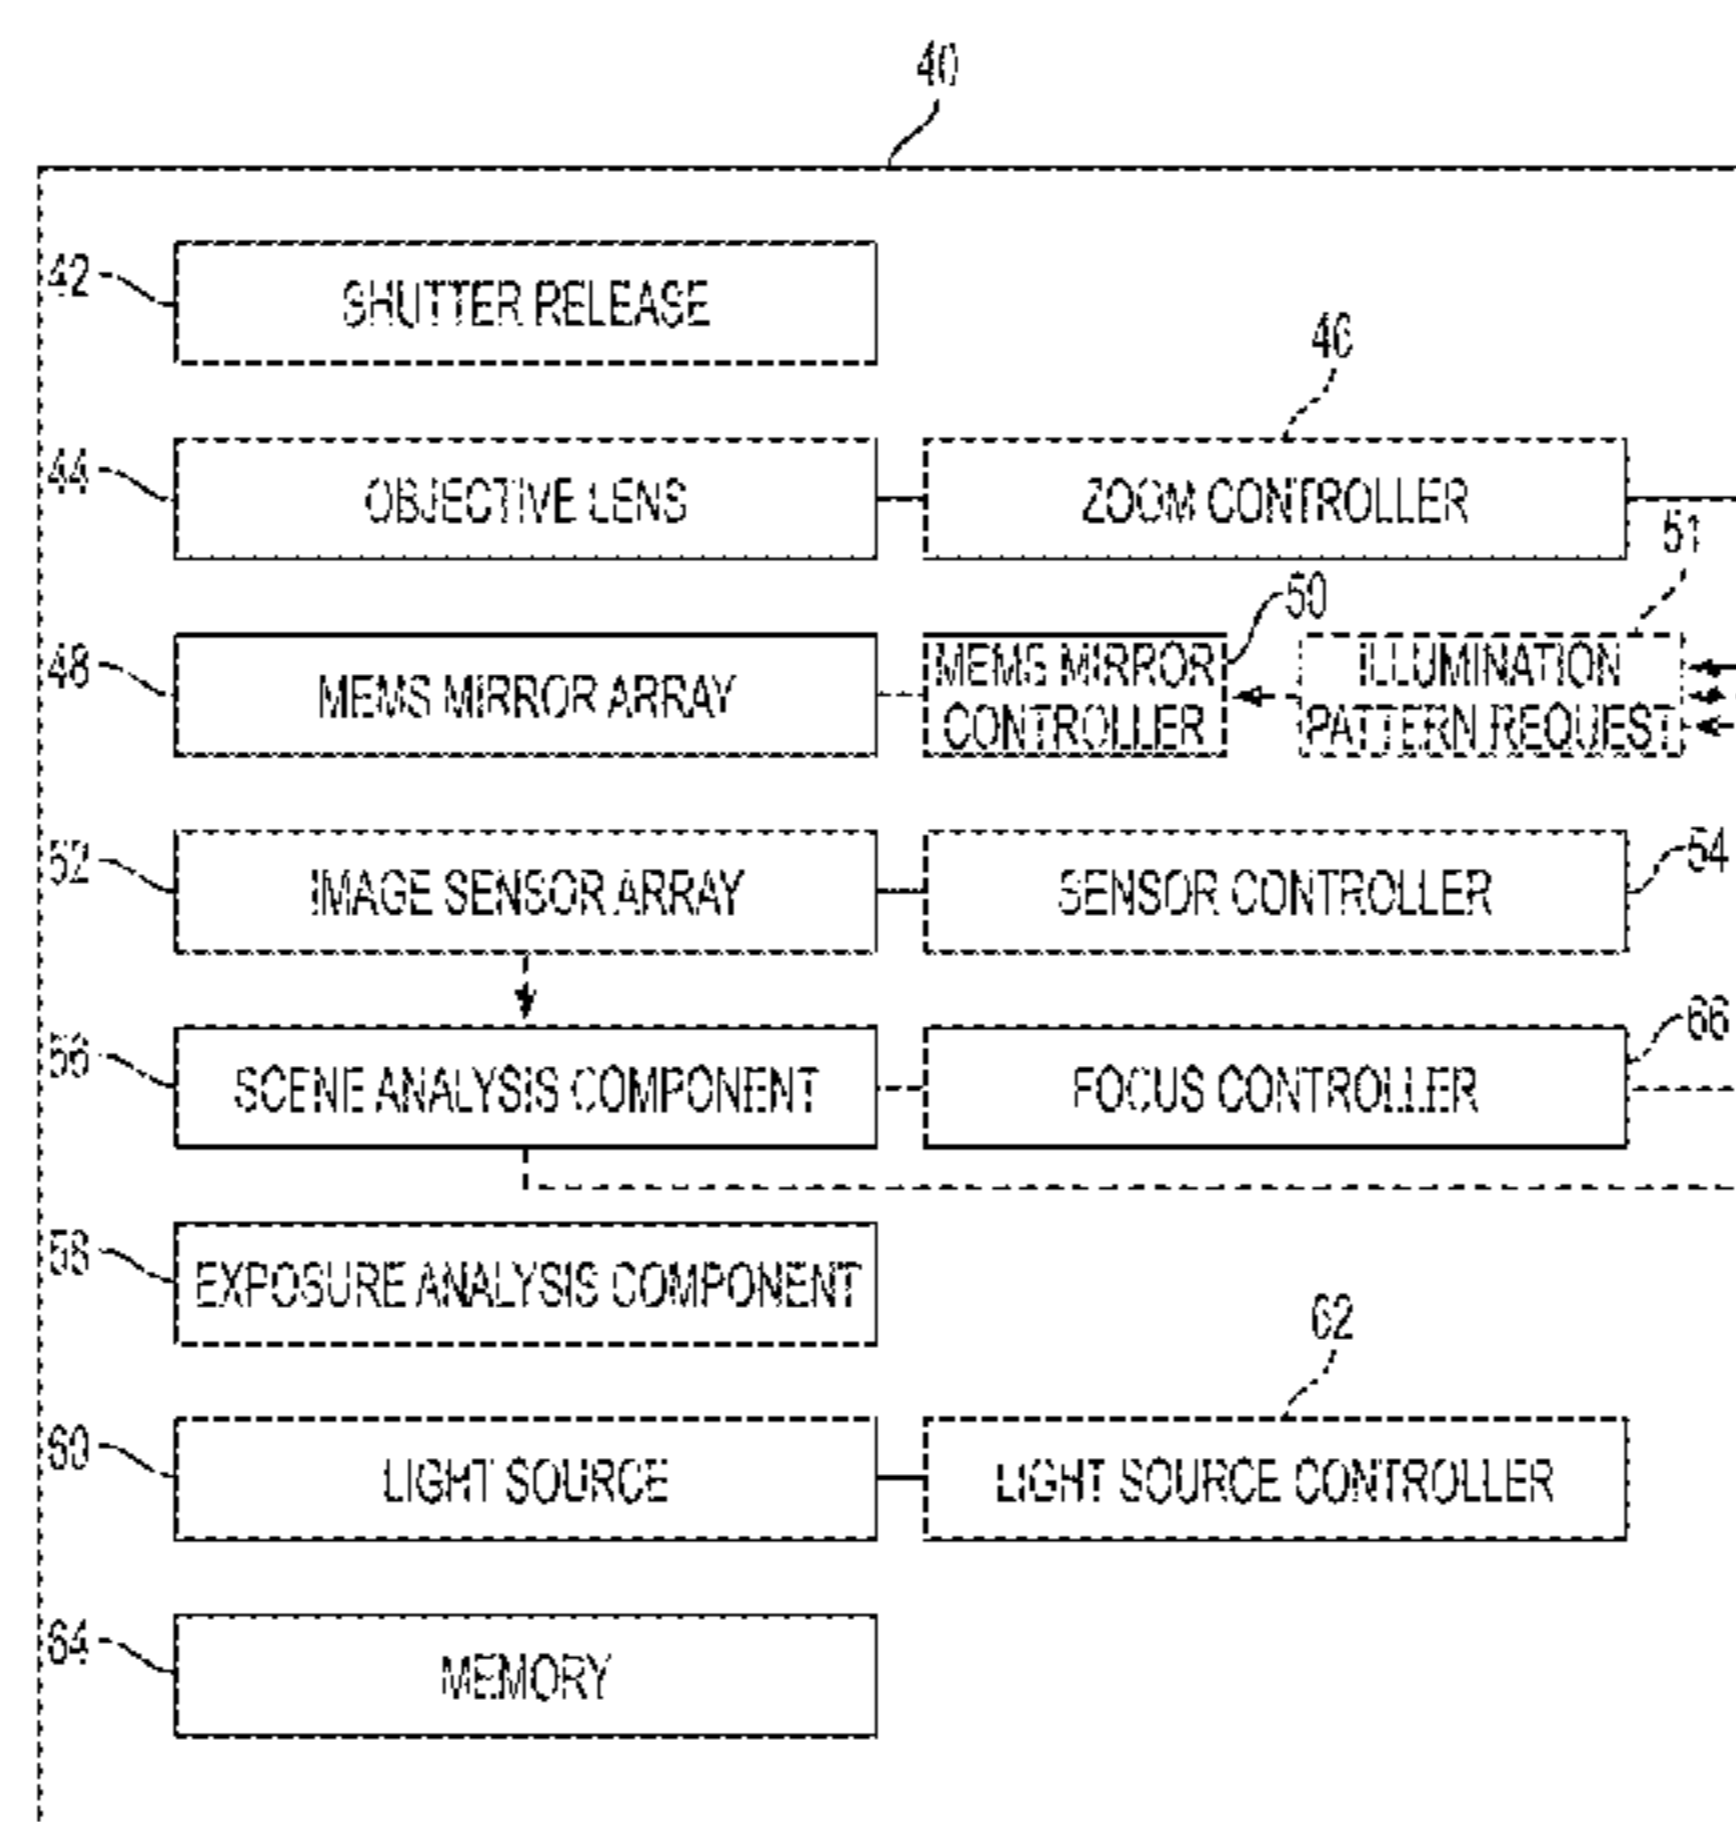 40
42
SHUTTER RELEASE
46
44
OBJECTIVE LENS
ZOOM CONTROLLER
51
50
48
MEMS MIRROR ARRAY
MEMS MIRROR
CONTROLLER
ILLUMINATION
PATTERN REQUEST
52
IMAGE SENSOR ARRAY
SENSOR CONTROLLER
54
56
SCENE ANALYSIS COMPONENT
FOCUS CONTROLLER
66
58
EXPOSURE ANALYSIS COMPONENT
62
60
LIGHT SOURCE
LIGHT SOURCE CONTROLLER
64
MEMORY